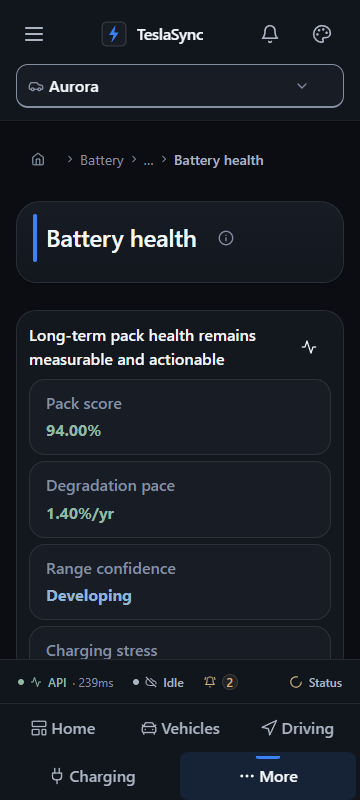 TeslaSync
Aurora
Battery ... Battery health
Battery health
Long-term pack health remains
measurable and actionable
Pack score
94.00%
Degradation pace
1.40%/yr
Range confidence
Developing
Charging stress
API · 239ms Idle 2 Status
Home Vehicles Driving
Charging More